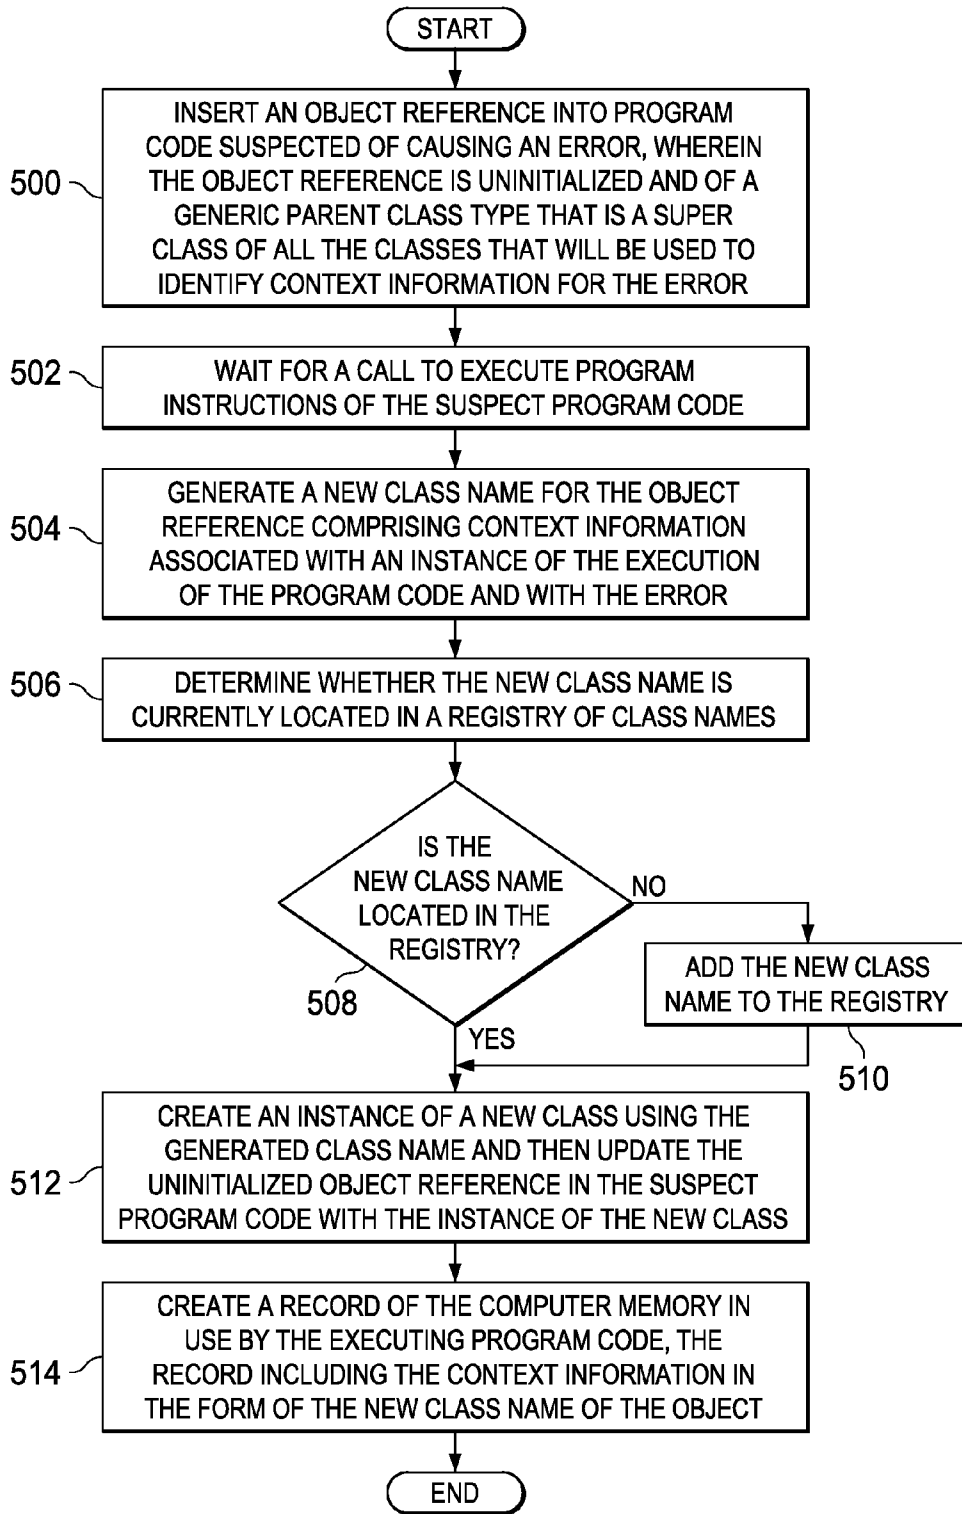 START
INSERT AN OBJECT REFERENCE INTO PROGRAM
CODE SUSPECTED OF CAUSING AN ERROR, WHEREIN
THE OBJECT REFERENCE IS UNINITIALIZED AND OF A
GENERIC PARENT CLASS TYPE THAT IS A SUPER
CLASS OF ALL THE CLASSES THAT WILL BE USED TO
IDENTIFY CONTEXT INFORMATION FOR THE ERROR
500
WAIT FOR A CALL TO EXECUTE PROGRAM
INSTRUCTIONS OF THE SUSPECT PROGRAM CODE
502
GENERATE A NEW CLASS NAME FOR THE OBJECT
REFERENCE COMPRISING CONTEXT INFORMATION
ASSOCIATED WITH AN INSTANCE OF THE EXECUTION
OF THE PROGRAM CODE AND WITH THE ERROR
504
DETERMINE WHETHER THE NEW CLASS NAME IS
CURRENTLY LOCATED IN A REGISTRY OF CLASS NAMES
506
IS THE
NEW CLASS NAME
LOCATED IN THE
REGISTRY?
508
NO
ADD THE NEW CLASS
NAME TO THE REGISTRY
510
YES
CREATE AN INSTANCE OF A NEW CLASS USING THE
GENERATED CLASS NAME AND THEN UPDATE THE
UNINITIALIZED OBJECT REFERENCE IN THE SUSPECT
PROGRAM CODE WITH THE INSTANCE OF THE NEW CLASS
512
CREATE A RECORD OF THE COMPUTER MEMORY IN
USE BY THE EXECUTING PROGRAM CODE, THE
RECORD INCLUDING THE CONTEXT INFORMATION IN
THE FORM OF THE NEW CLASS NAME OF THE OBJECT
514
END